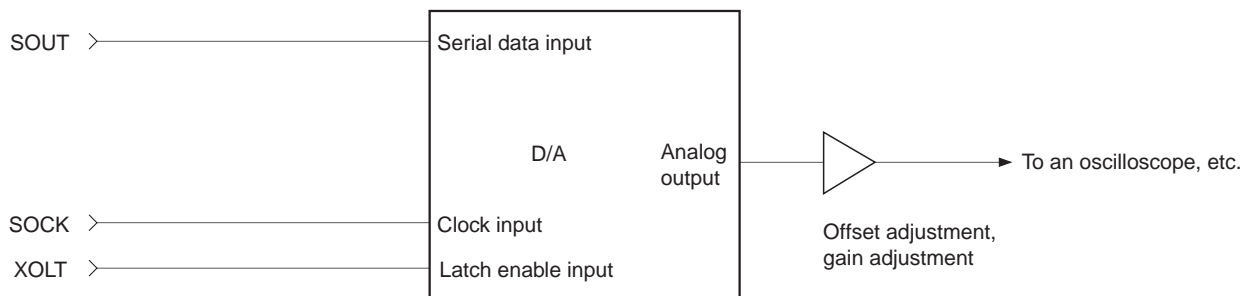 SOUT
Serial data input
D/A
Analog
output
To an oscilloscope, etc.
SOCK
Clock input
Offset adjustment,
gain adjustment
XOLT
Latch enable input